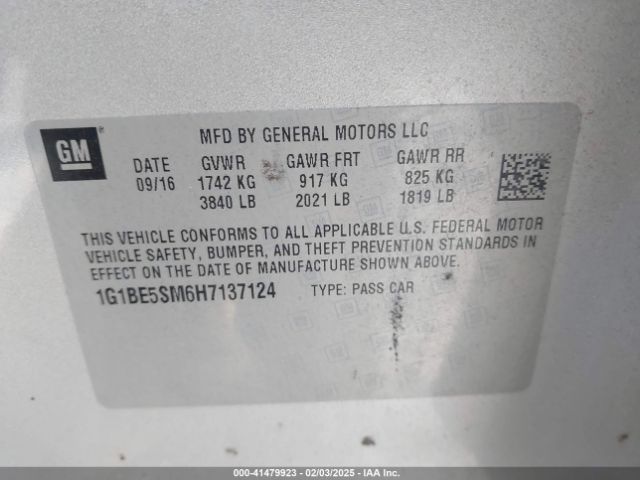 GM
MFD BY GENERAL MOTORS LLC
DATE GVWR GAWR FRT GAWR RR
09/16 1742 KG 917 KG 825 KG
3840 LB 2021 LB 1819 LB
THIS VEHICLE CONFORMS TO ALL APPLICABLE U.S. FEDERAL MOTOR
VEHICLE SAFETY, BUMPER, AND THEFT PREVENTION STANDARDS IN
EFFECT ON THE DATE OF MANUFACTURE SHOWN ABOVE.
1G1BE5SM6H7137124 TYPE: PASS CAR
000-41479923 - 02/03/2025 - IAA Inc.